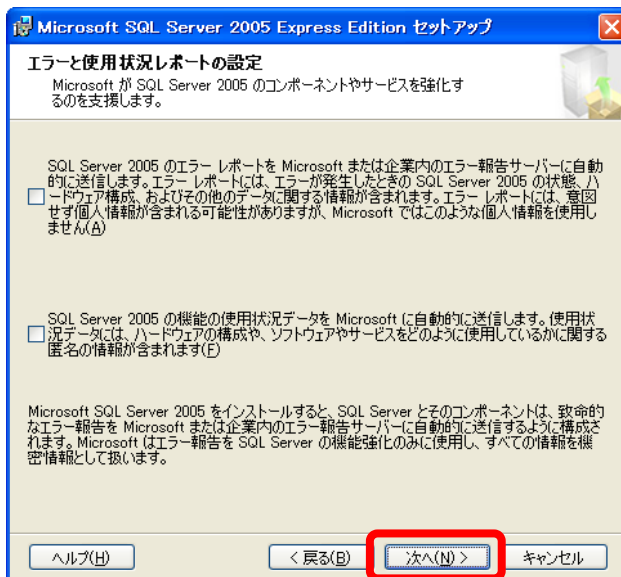 Microsoft SQL Server 2005 Express Edition セットアップ
エラーと使用状況レポートの設定
Microsoft が SQL Server 2005 のコンポーネントやサービスを強化す
るのを支援します。
SQL Server 2005 のエラー レポートを Microsoft または企業内のエラー報告サーバーに自動
的に送信します。エラー レポートには、エラーが発生したときの SQL Server 2005 の状態、ハ
ードウェア構成、およびその他のデータに関する情報が含まれます。エラー レポートには、意図
せず個人情報が含まれる可能性がありますが、Microsoft ではこのような個人情報を使用し
ません(A)
SQL Server 2005 の機能の使用状況データを Microsoft に自動的に送信します。使用状
況データには、ハードウェアの構成や、ソフトウェアやサービスをどのように使用しているかに関する
匿名の情報が含まれます(F)
Microsoft SQL Server 2005 をインストールすると、SQL Server とそのコンポーネントは、致命的
なエラー報告を Microsoft または企業内のエラー報告サーバーに自動的に送信するように構成さ
れます。Microsoft はエラー報告を SQL Server の機能強化のみに使用し、すべての情報を機
密情報として扱います。
ヘルプ(H) < 戻る(B) 次へ(N) > キャンセル